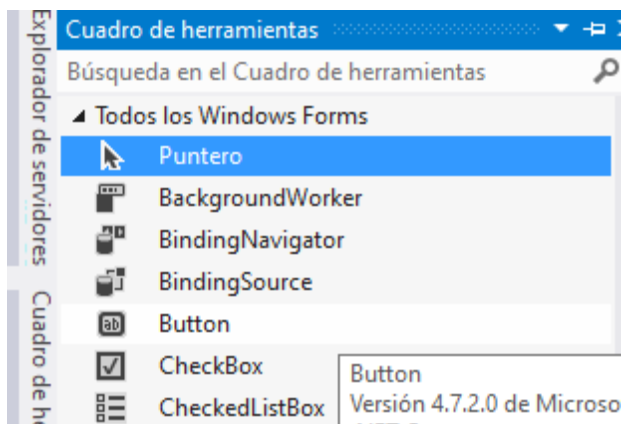 Explorador de servidores
Cuadro de
Cuadro de herramientas
Búsqueda en el Cuadro de herramientas
Todos los Windows Forms
Puntero
BackgroundWorker
BindingNavigator
BindingSource
Button
CheckBox
CheckedListBox
Button
Versión 4.7.2.0 de Microso